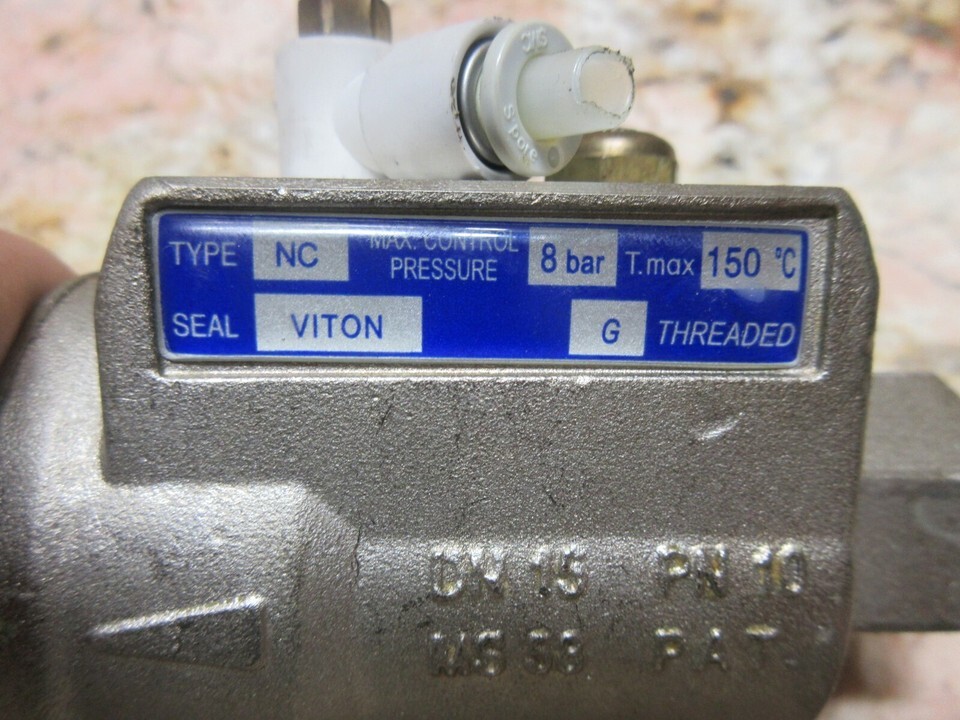 SMC
TYPE NC MAX. CONTROL PRESSURE 8 bar T.max 150 °C
SEAL VITON G THREADED
DN 15 PN 10
MS 58 PAT.